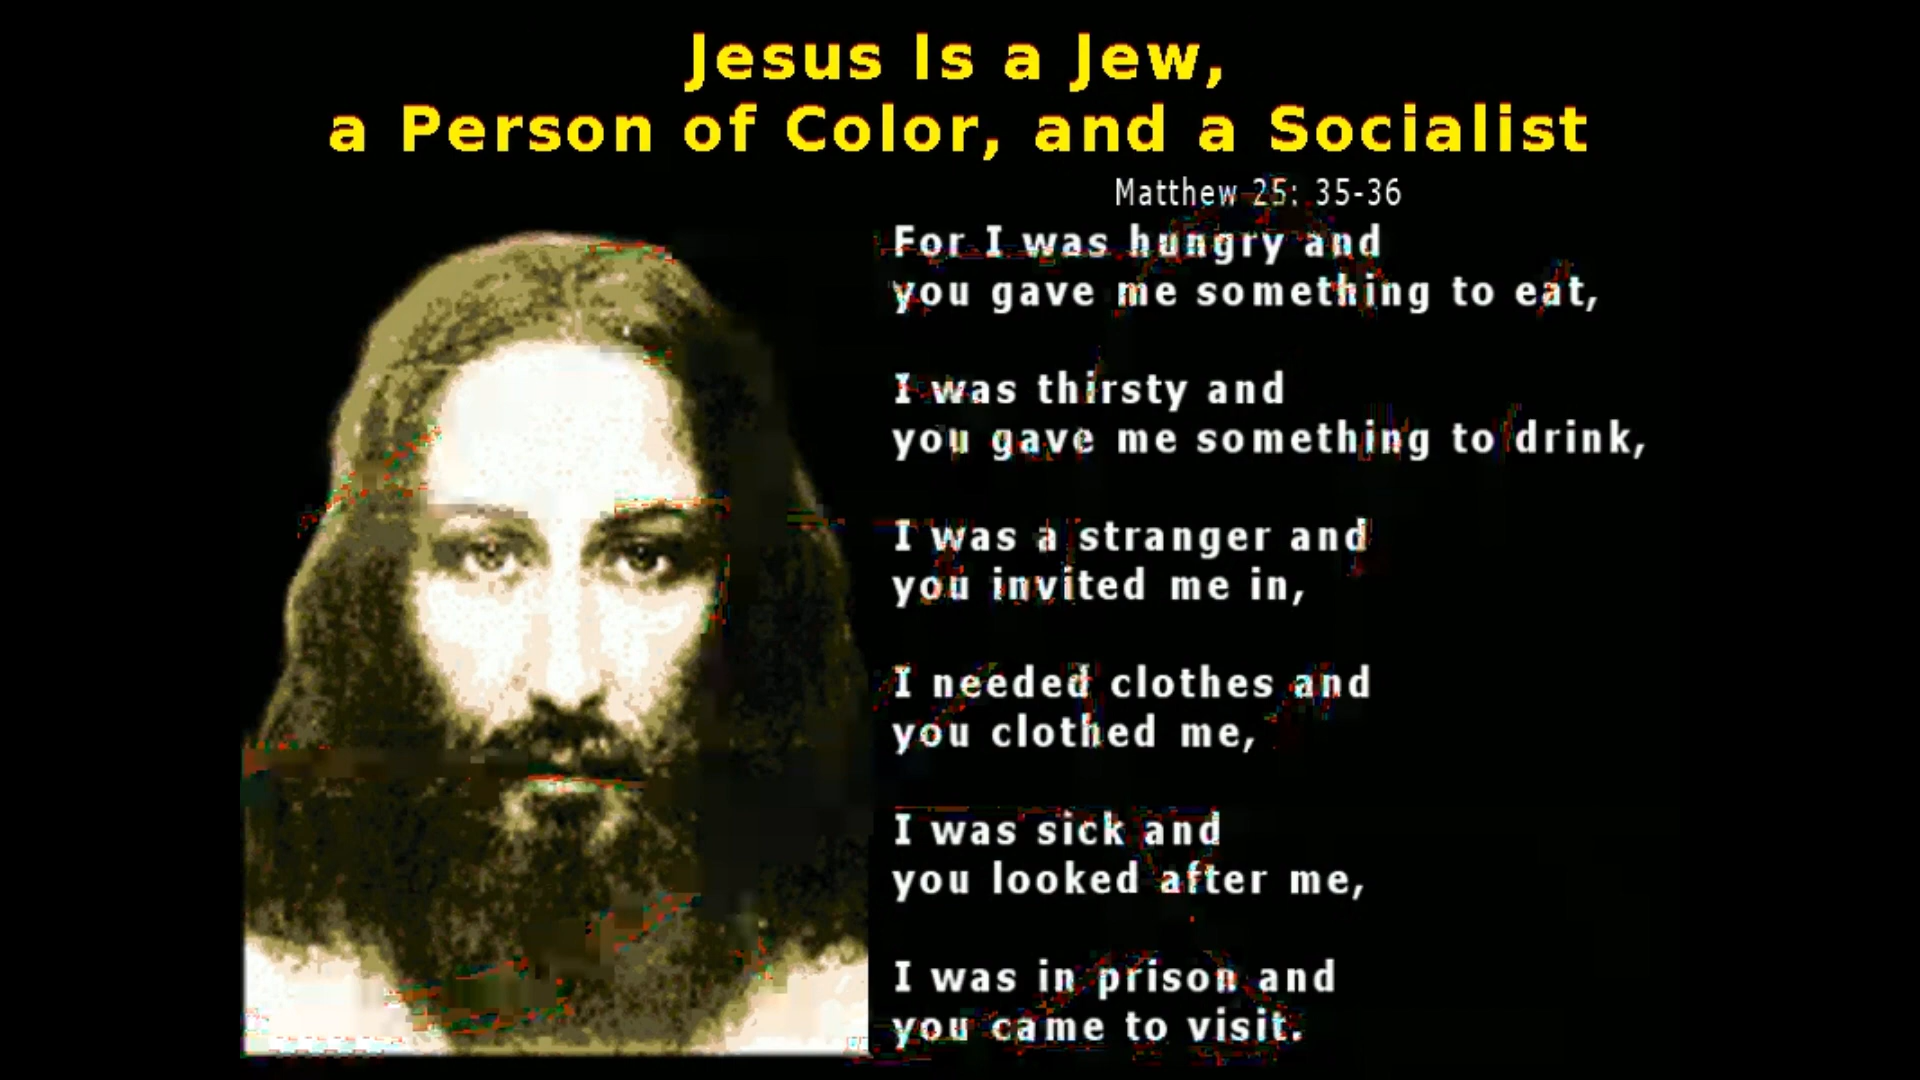 Jesus Is a Jew,
a Person of Color, and a Socialist
Matthew 25: 35-36
For I was hungry and
you gave me something to eat,
I was thirsty and
you gave me something to drink,
I was a stranger and
you invited me in,
I needed clothes and
you clothed me,
I was sick and
you looked after me,
I was in prison and
you came to visit.